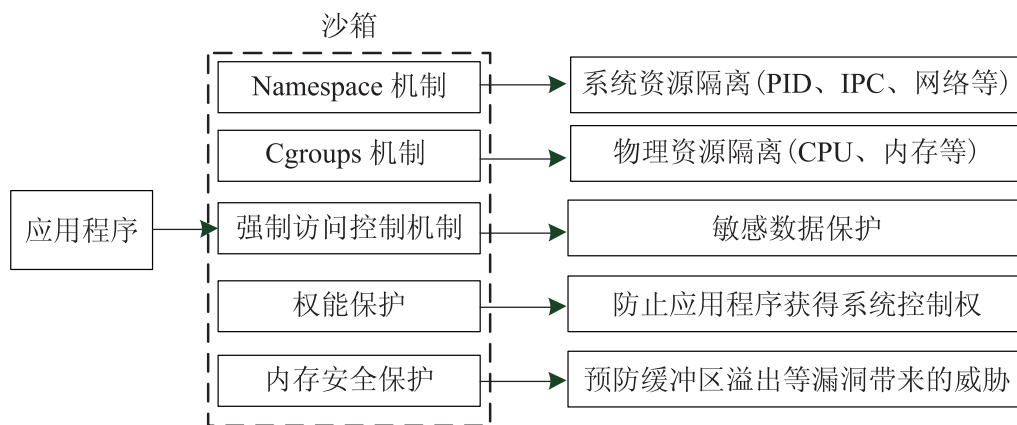 沙箱
Namespace 机制
系统资源隔离(PID、IPC、网络等)
Cgroups 机制
物理资源隔离(CPU、内存等)
应用程序
强制访问控制机制
敏感数据保护
权能保护
防止应用程序获得系统控制权
内存安全保护
预防缓冲区溢出等漏洞带来的威胁